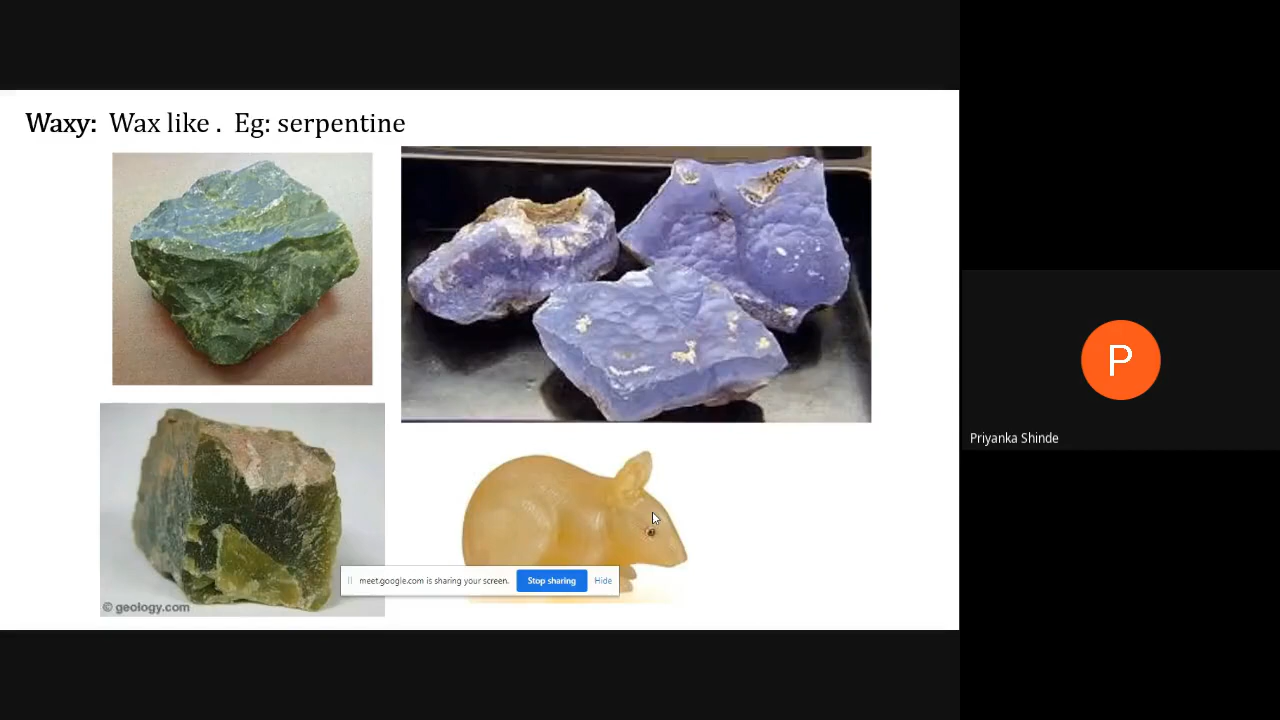 Waxy: Wax like . Eg: serpentine
© geology.com
meet.google.com is sharing your screen. Stop sharing Hide
P
Priyanka Shinde